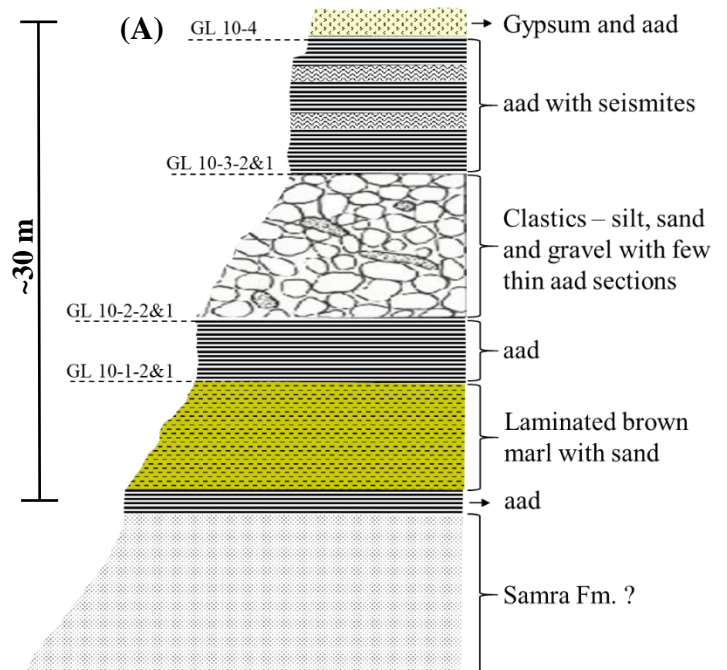 (A)
GL 10-4
Gypsum and aad
aad with seismites
GL 10-3-2&1
Clastics – silt, sand
and gravel with few
thin aad sections
~30 m
GL 10-2-2&1
aad
GL 10-1-2&1
Laminated brown
marl with sand
aad
Samra Fm. ?